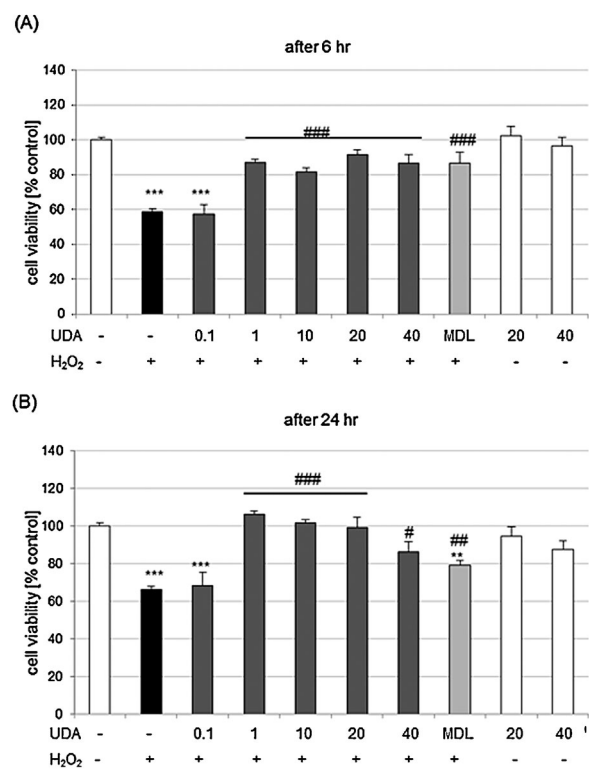 (A)
after 6 hr
140
120
100
80
60
40
20
0
cell viability [% control]
*** ***
###
###
UDA - - 0.1 1 10 20 40 MDL 20 40
H₂O₂ - + + + + + + + - -
(B)
after 24 hr
140
120
100
80
60
40
20
0
cell viability [% control]
*** ***
###
#
##
**
UDA - - 0.1 1 10 20 40 MDL 20 40
H₂O₂ - + + + + + + + - -